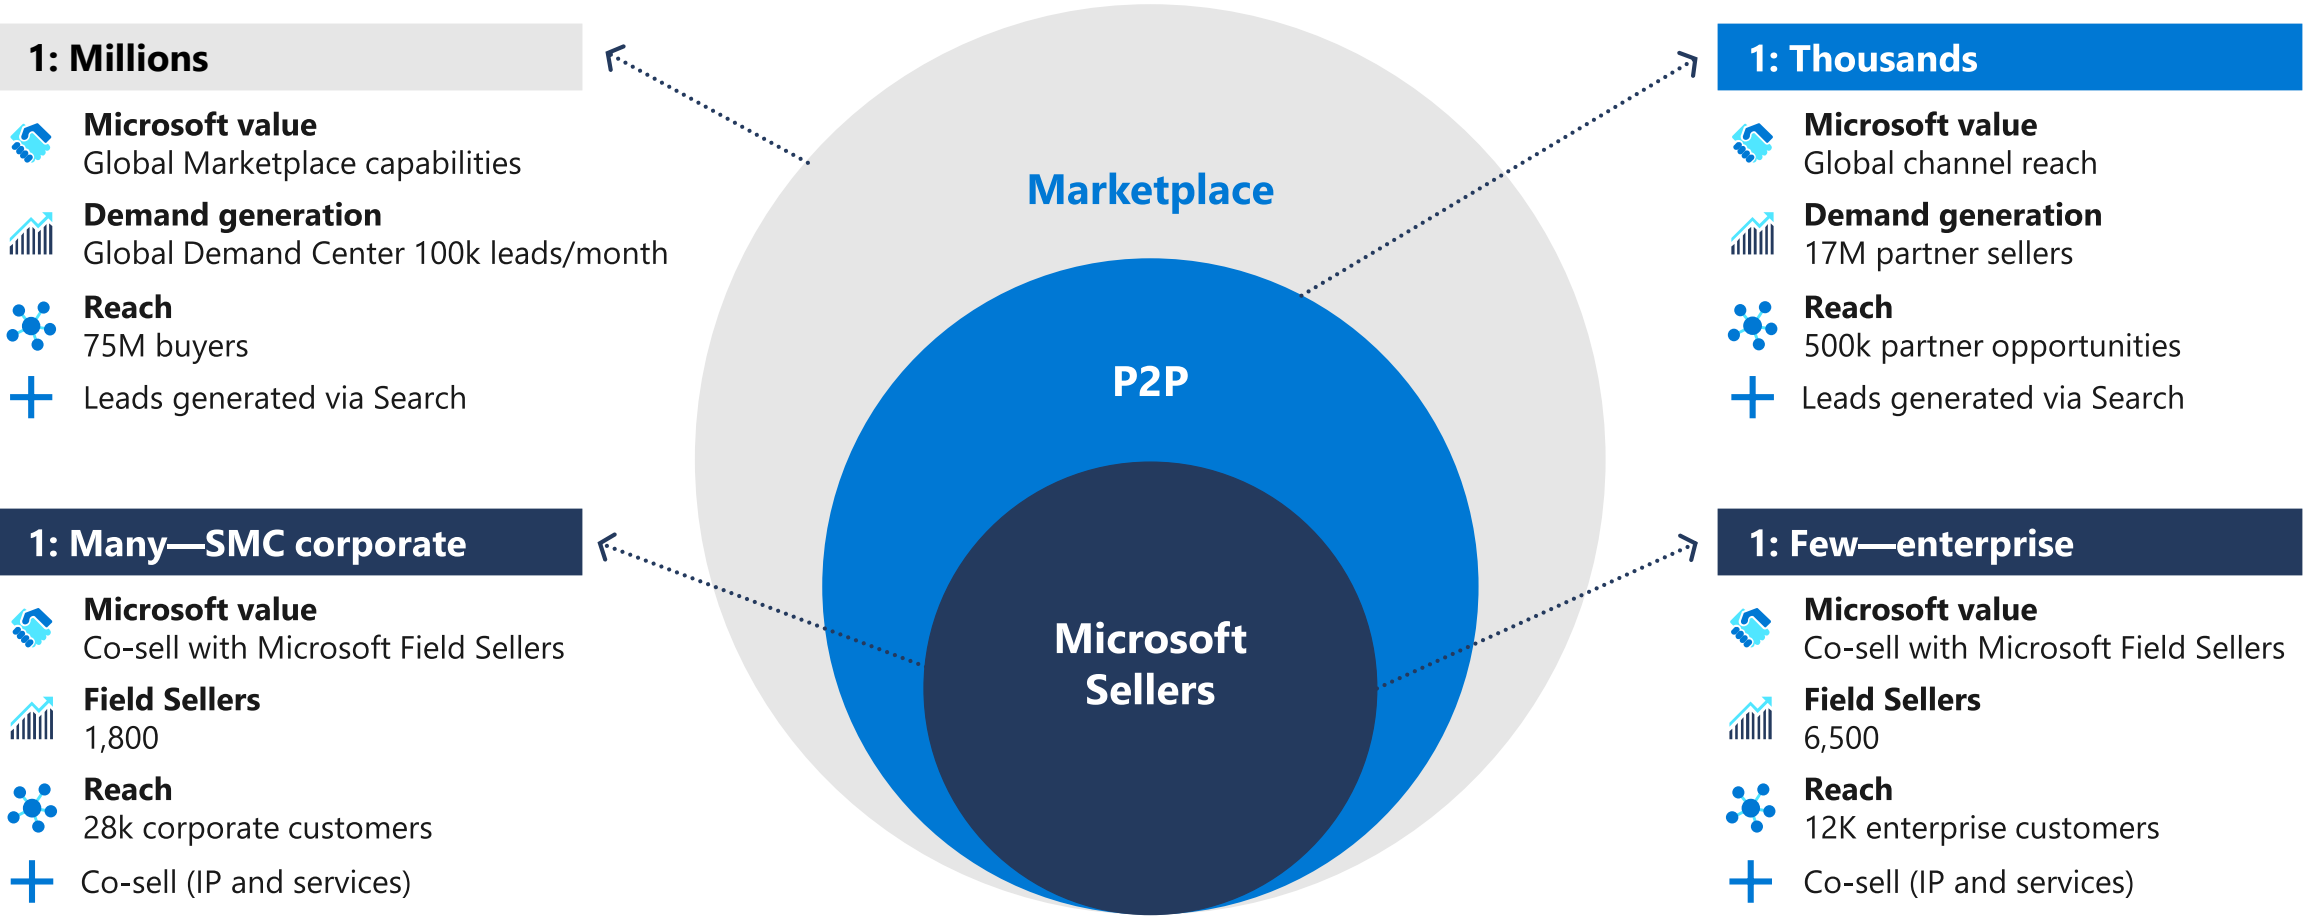 1: Millions
Microsoft value
Global Marketplace capabilities
Demand generation
Global Demand Center 100k leads/month
Reach
75M buyers
Leads generated via Search
1: Many—SMC corporate
Microsoft value
Co-sell with Microsoft Field Sellers
Field Sellers
1,800
Reach
28k corporate customers
Co-sell (IP and services)
Marketplace
P2P
Microsoft
Sellers
1: Thousands
Microsoft value
Global channel reach
Demand generation
17M partner sellers
Reach
500k partner opportunities
Leads generated via Search
1: Few—enterprise
Microsoft value
Co-sell with Microsoft Field Sellers
Field Sellers
6,500
Reach
12K enterprise customers
Co-sell (IP and services)